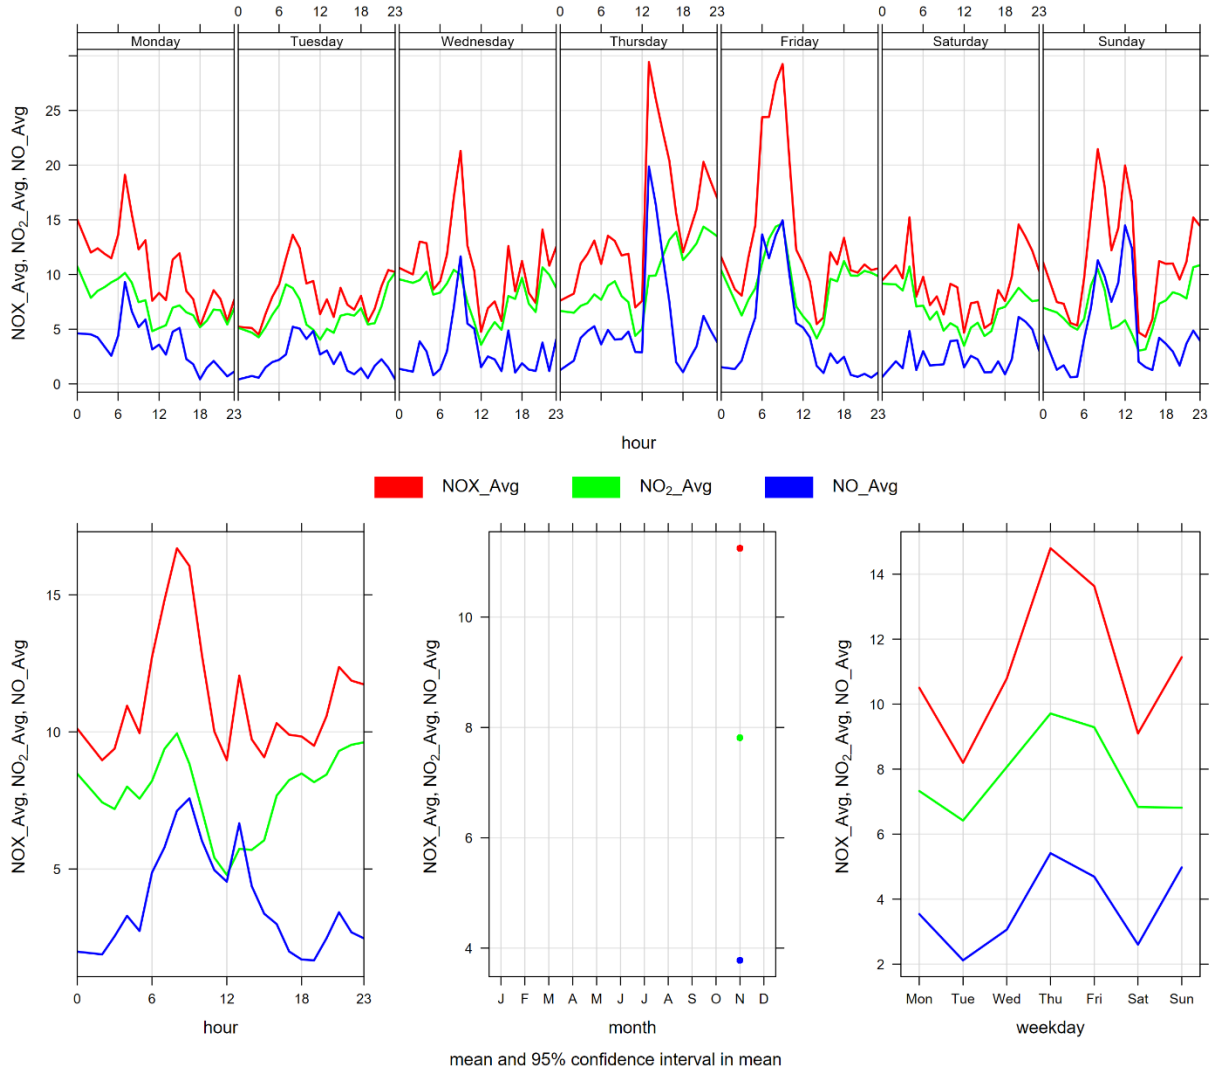 0 6 12 18 23 0 6 12 18 23 0 6 12 18 23
Monday Tuesday Wednesday Thursday Friday Saturday Sunday
NOX_Avg, NO₂_Avg, NO_Avg
25
20
15
10
5
0
0 6 12 18 23 0 6 12 18 23 0 6 12 18 23 0 6 12 18 23
hour
NOX_Avg NO₂_Avg NO_Avg
NOX_Avg, NO₂_Avg, NO_Avg
15
10
5
0 6 12 18 23
hour
NOX_Avg, NO₂_Avg, NO_Avg
10
8
6
4
J F M A M J J A S O N D
month
NOX_Avg, NO₂_Avg, NO_Avg
14
12
10
8
6
4
2
Mon Tue Wed Thu Fri Sat Sun
weekday
mean and 95% confidence interval in mean